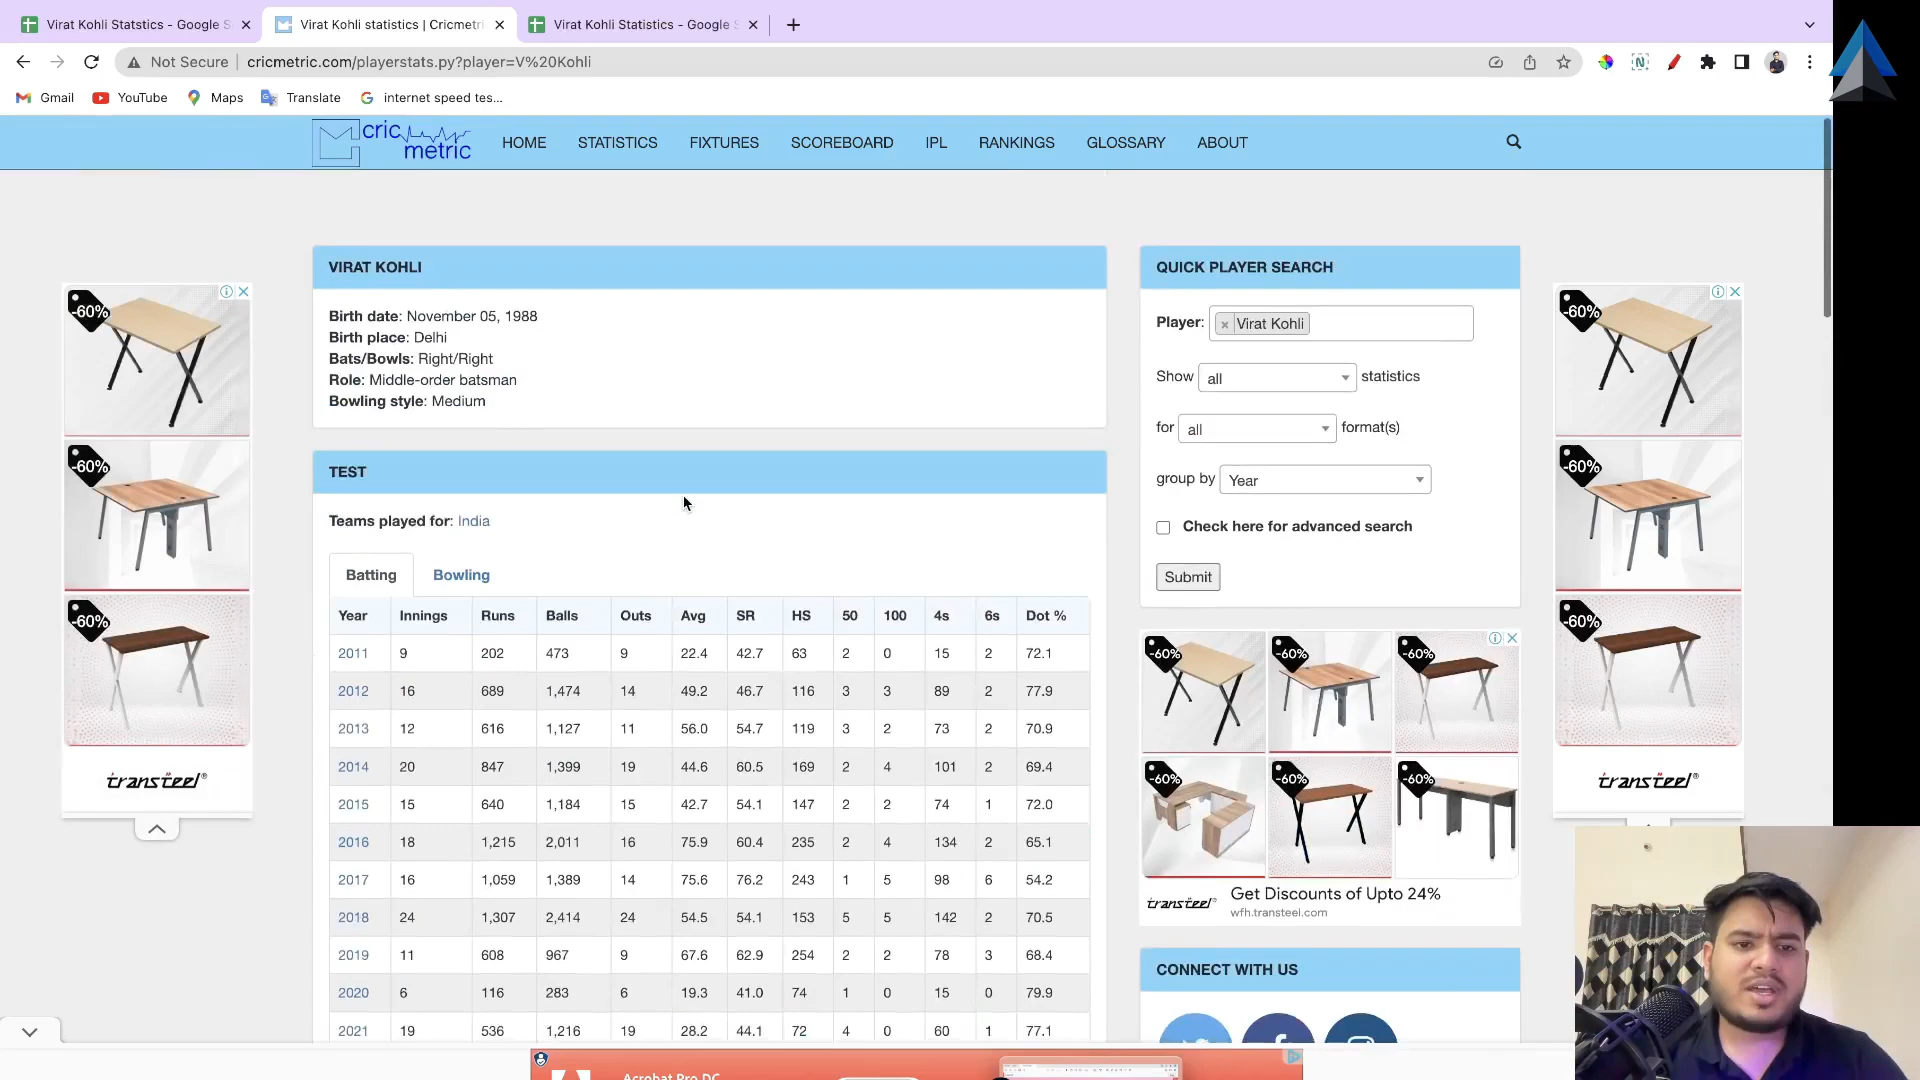 Virat Kohli Statstics - Google S
Virat Kohli statistics | Cricmetri
Virat Kohli Statistics - Google S
Not Secure
cricmetric.com/playerstats.py?player=V%20Kohli
Gmail
YouTube
Maps
Translate
internet speed tes...
cric metric
HOME
STATISTICS
FIXTURES
SCOREBOARD
IPL
RANKINGS
GLOSSARY
ABOUT
VIRAT KOHLI
Birth date: November 05, 1988
Birth place: Delhi
Bats/Bowls: Right/Right
Role: Middle-order batsman
Bowling style: Medium
TEST
Teams played for: India
Batting Bowling
Year Innings Runs Balls Outs Avg SR HS 50 100 4s 6s Dot %
2011 9 202 473 9 22.4 42.7 63 2 0 15 2 72.1
2012 16 689 1,474 14 49.2 46.7 116 3 3 89 2 77.9
2013 12 616 1,127 11 56.0 54.7 119 3 2 73 2 70.9
2014 20 847 1,399 19 44.6 60.5 169 2 4 101 2 69.4
2015 15 640 1,184 15 42.7 54.1 147 2 2 74 1 72.0
2016 18 1,215 2,011 16 75.9 60.4 235 2 4 134 2 65.1
2017 16 1,059 1,389 14 75.6 76.2 243 1 5 98 6 54.2
2018 24 1,307 2,414 24 54.5 54.1 153 5 5 142 2 70.5
2019 11 608 967 9 67.6 62.9 254 2 2 78 3 68.4
2020 6 116 283 6 19.3 41.0 74 1 0 15 0 79.9
2021 19 536 1,216 19 28.2 44.1 72 4 0 60 1 77.1
QUICK PLAYER SEARCH
Player: × Virat Kohli
Show all statistics
for all format(s)
group by Year
Check here for advanced search
Submit
-60%
-60%
-60%
transteel®
-60%
-60%
-60%
transteel®
-60% -60% -60%
-60% -60% -60%
transteel®
Get Discounts of Upto 24%
wfh.transteel.com
CONNECT WITH US
Acrobat Pro DC